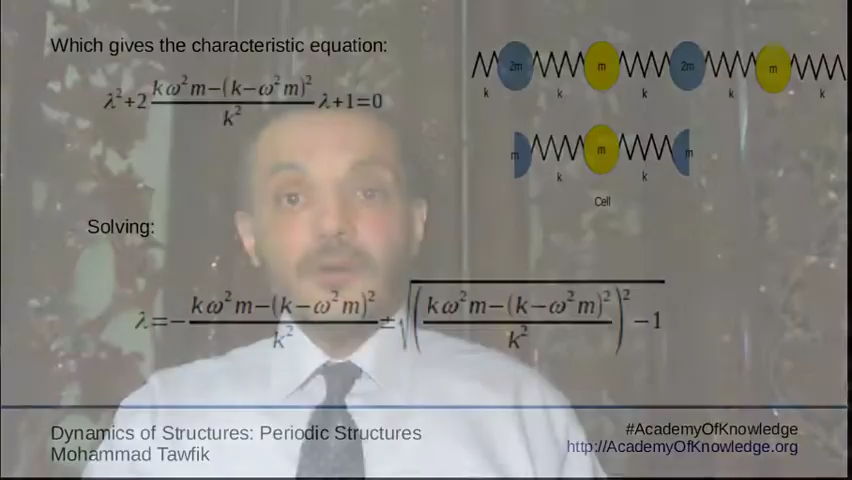 Which gives the characteristic equation:
λ²+2 (kω²m−(k−ω²m)²)/k² λ+1=0
2m m 2m m
k k k k k
m m m
k k
Cell
Solving:
λ=−(kω²m−(k−ω²m)²)/k² ±√(((kω²m−(k−ω²m)²)/k²)²−1)
Dynamics of Structures: Periodic Structures
Mohammad Tawfik
#AcademyOfKnowledge
http://AcademyOfKnowledge.org